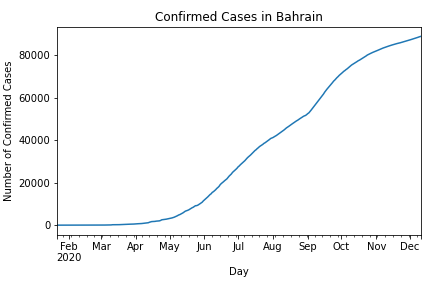 Confirmed Cases in Bahrain
Number of Confirmed Cases
80000
60000
40000
20000
0
Feb Mar Apr May Jun Jul Aug Sep Oct Nov Dec
2020
Day